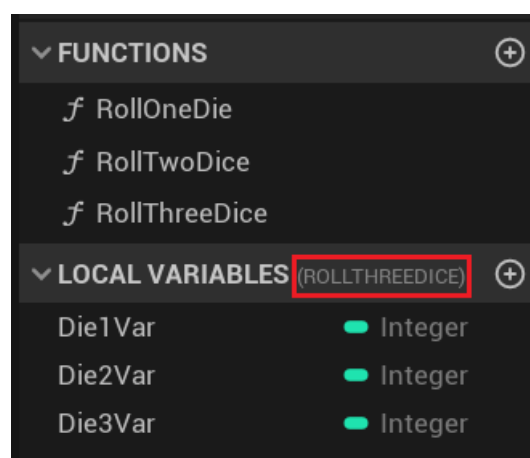 FUNCTIONS
f RollOneDie
f RollTwoDice
f RollThreeDice
LOCAL VARIABLES (ROLLTHREEDICE)
Die1Var Integer
Die2Var Integer
Die3Var Integer